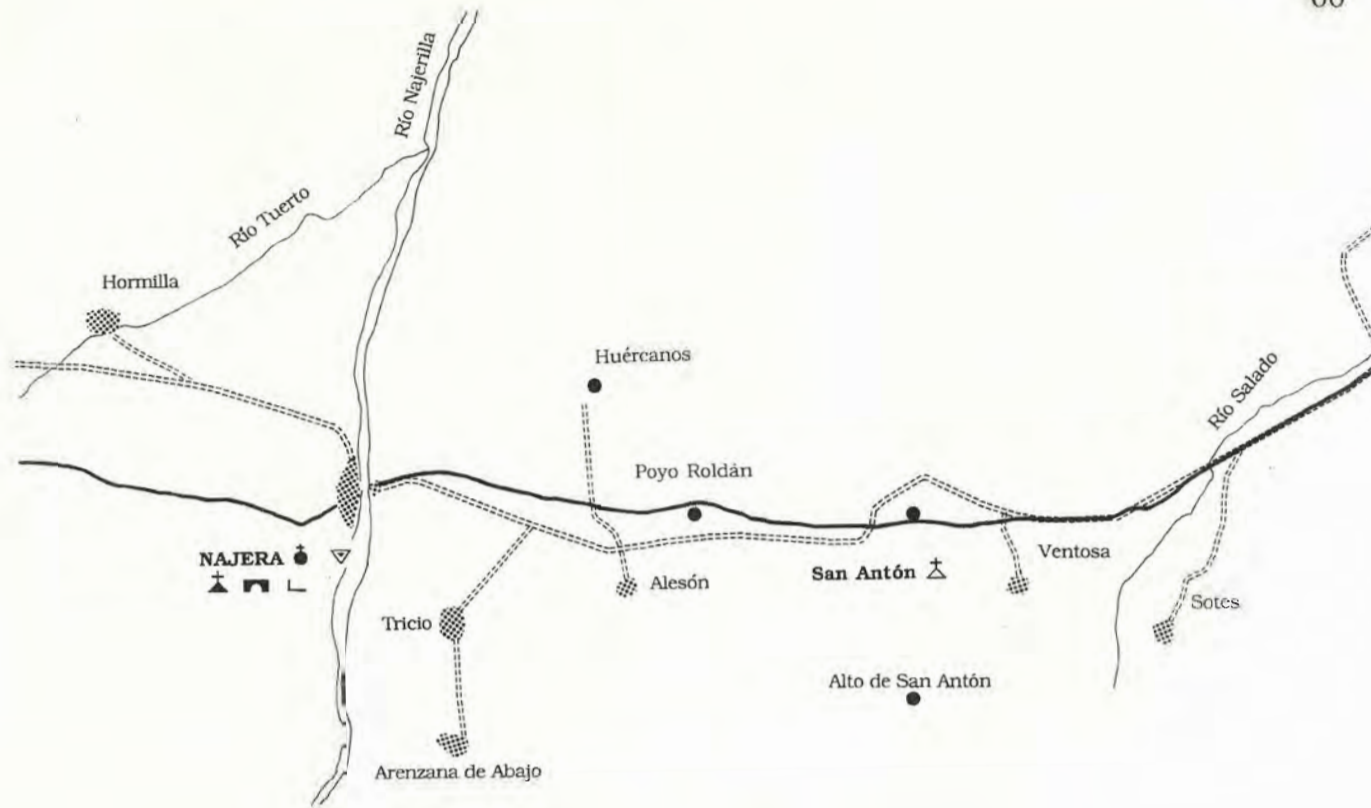 Río Najerilla
Río Tuerto
Hormilla
Huércanos
Río Salado
Poyo Roldán
NAJERA
San Antón
Ventosa
Alesón
Sotes
Tricio
Alto de San Antón
Arenzana de Abajo